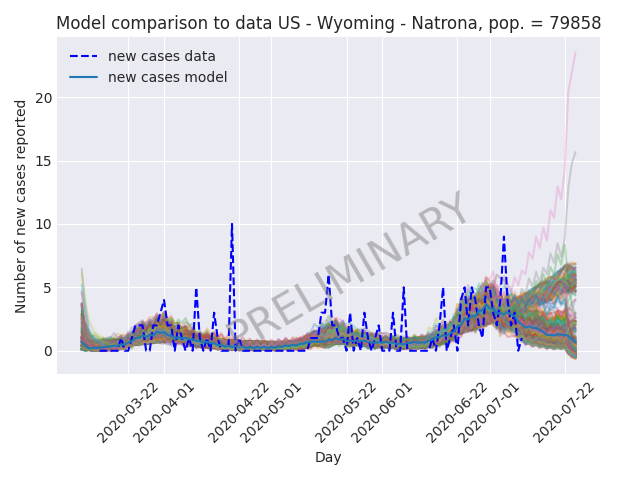 Model comparison to data US - Wyoming - Natrona, pop. = 79858
new cases data
new cases model
Number of new cases reported
20
15
10
5
0
PRELIMINARY
2020-03-22
2020-04-01
2020-04-22
2020-05-01
2020-05-22
2020-06-01
2020-06-22
2020-07-01
2020-07-22
Day